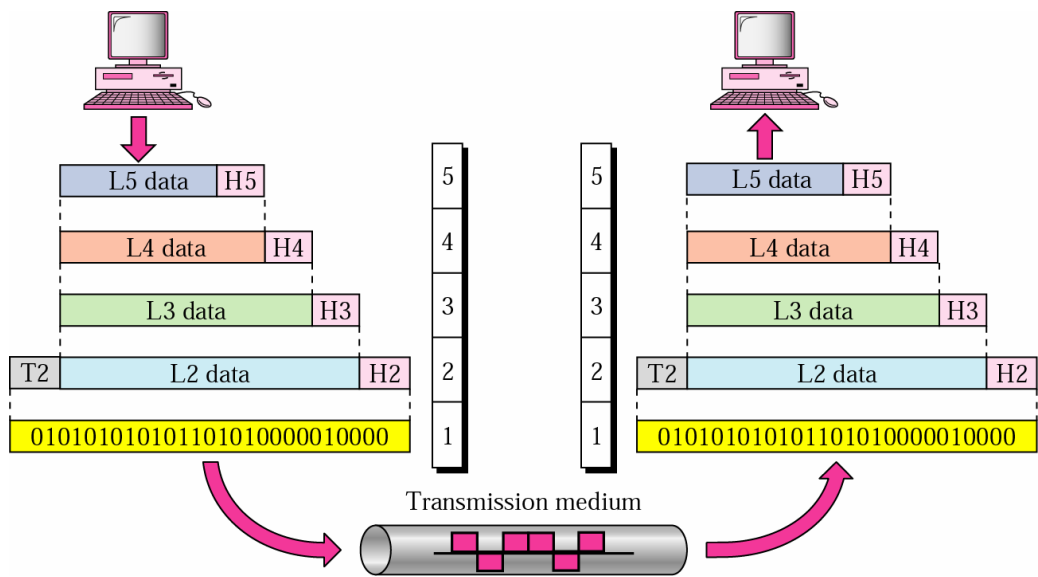 L5 data H5 5 5 L5 data H5
L4 data H4 4 4 L4 data H4
L3 data H3 3 3 L3 data H3
T2 L2 data H2 2 2 T2 L2 data H2
010101010101101010000010000 1 1 010101010101101010000010000
Transmission medium